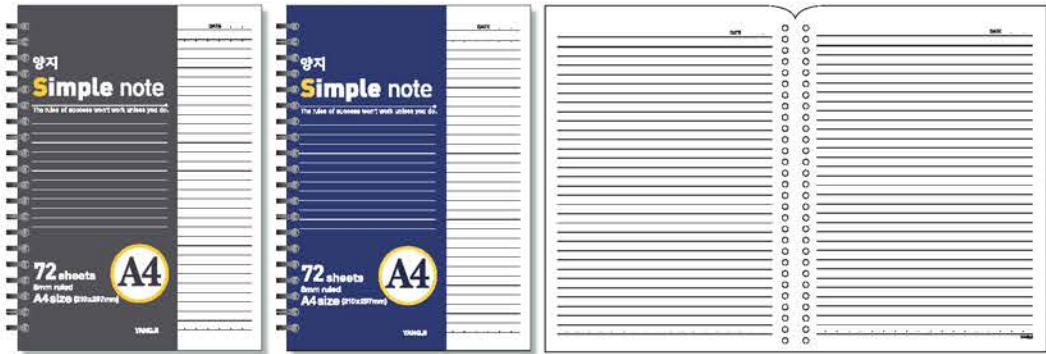 DATE
양지
Simple note
The rules of success won't work unless you do.
72 sheets
8mm ruled
A4 size (210x297mm)
A4
YANGJI
DATE
양지
Simple note
The rules of success won't work unless you do.
72 sheets
8mm ruled
A4 size (210x297mm)
A4
YANGJI
DATE
DATE
YANGJI